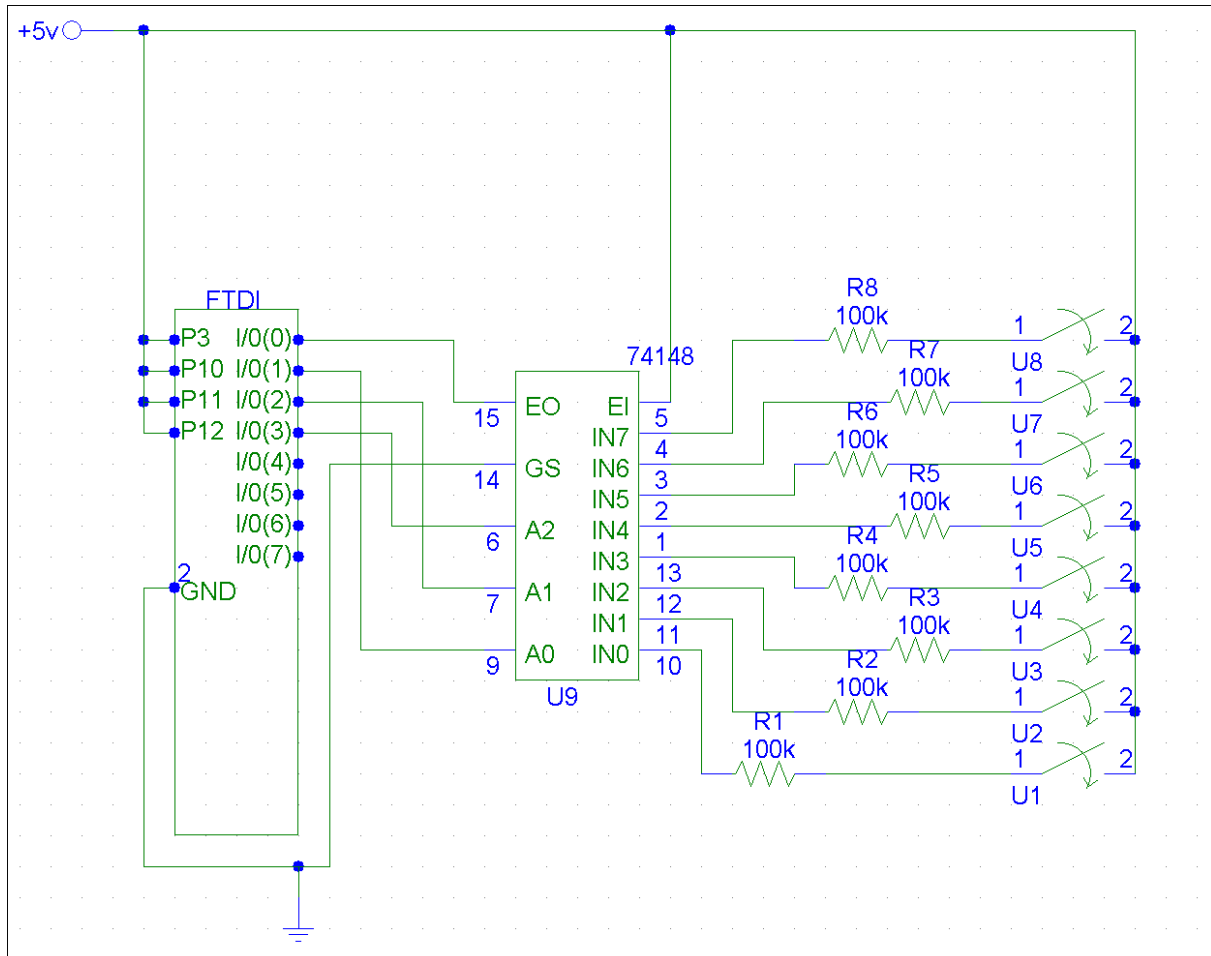 +5v
FTDI
P3 I/0(0)
P10 I/0(1)
P11 I/0(2)
P12 I/0(3)
I/0(4)
I/0(5)
I/0(6)
I/0(7)
2
GND
74148
15 EO EI 5
IN7 4
14 GS IN6 3
IN5 2
6 A2 IN4 1
IN3 13
7 A1 IN2 12
IN1 11
9 A0 IN0 10
U9
R8
100k
1 2
U8
R7
100k
1 2
U7
R6
100k
1 2
U6
R5
100k
1 2
U5
R4
100k
1 2
U4
R3
100k
1 2
U3
R2
100k
1 2
U2
R1
100k
1 2
U1